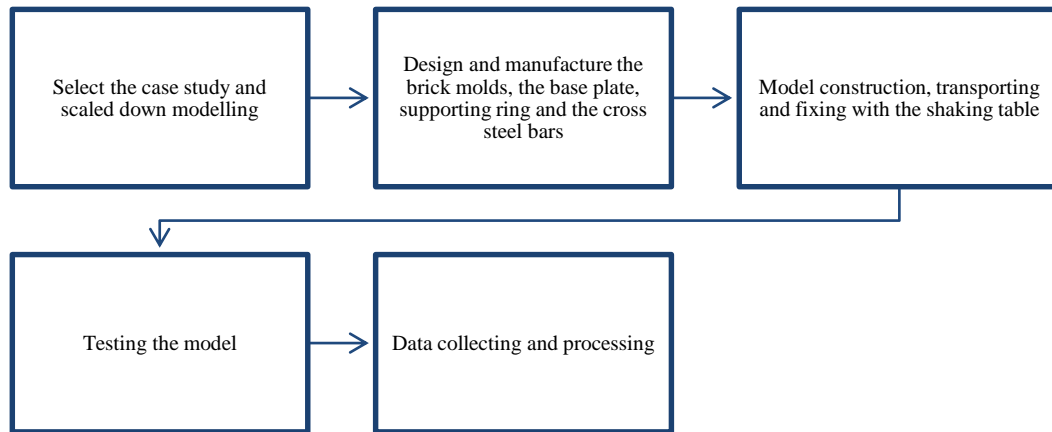 Select the case study and
scaled down modelling
Design and manufacture the
brick molds, the base plate,
supporting ring and the cross
steel bars
Model construction, transporting
and fixing with the shaking table
Testing the model
Data collecting and processing